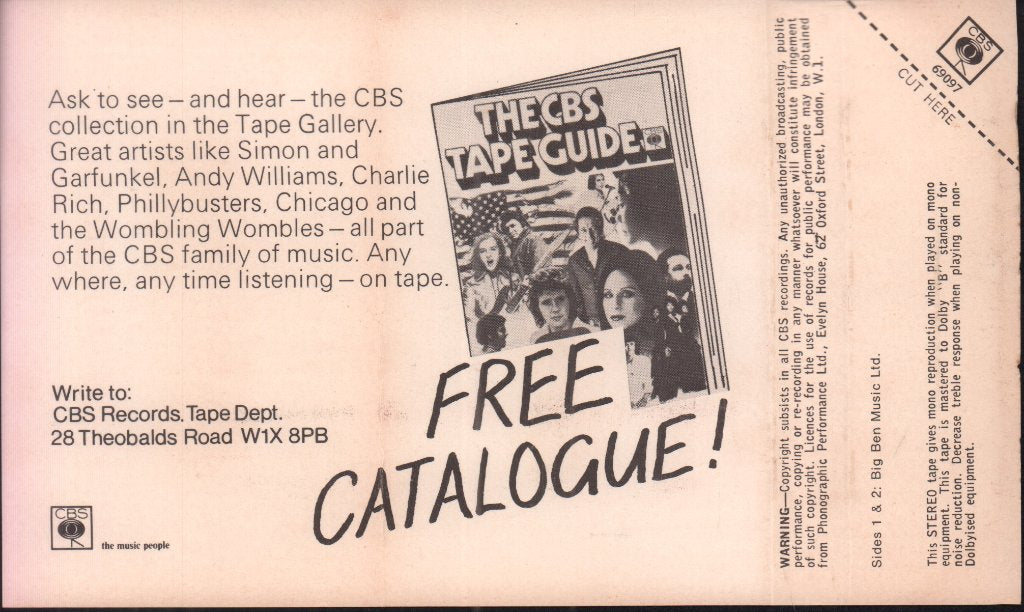 Ask to see – and hear – the CBS
collection in the Tape Gallery.
Great artists like Simon and
Garfunkel, Andy Williams, Charlie
Rich, Phillybusters, Chicago and
the Wombling Wombles – all part
of the CBS family of music. Any
where, any time listening – on tape.
Write to:
CBS Records, Tape Dept.
28 Theobalds Road W1X 8PB
CBS
the music people
THE CBS
TAPE GUIDE
FREE
CATALOGUE!
WARNING—Copyright subsists in all CBS recordings. Any unauthorized broadcasting, public
performance, copying or re-recording in any manner whatsoever will constitute infringement
of such copyright. Licences for the use of records for public performance may be obtained
from Phonographic Performance Ltd., Evelyn House, 62 Oxford Street, London, W.1.
Sides 1 & 2: Big Ben Music Ltd.
This STEREO tape gives mono reproduction when played on mono
equipment. This tape is mastered to Dolby "B" standard for
noise reduction. Decrease treble response when playing on non-
Dolbyised equipment.
CBS
69097
CUT HERE